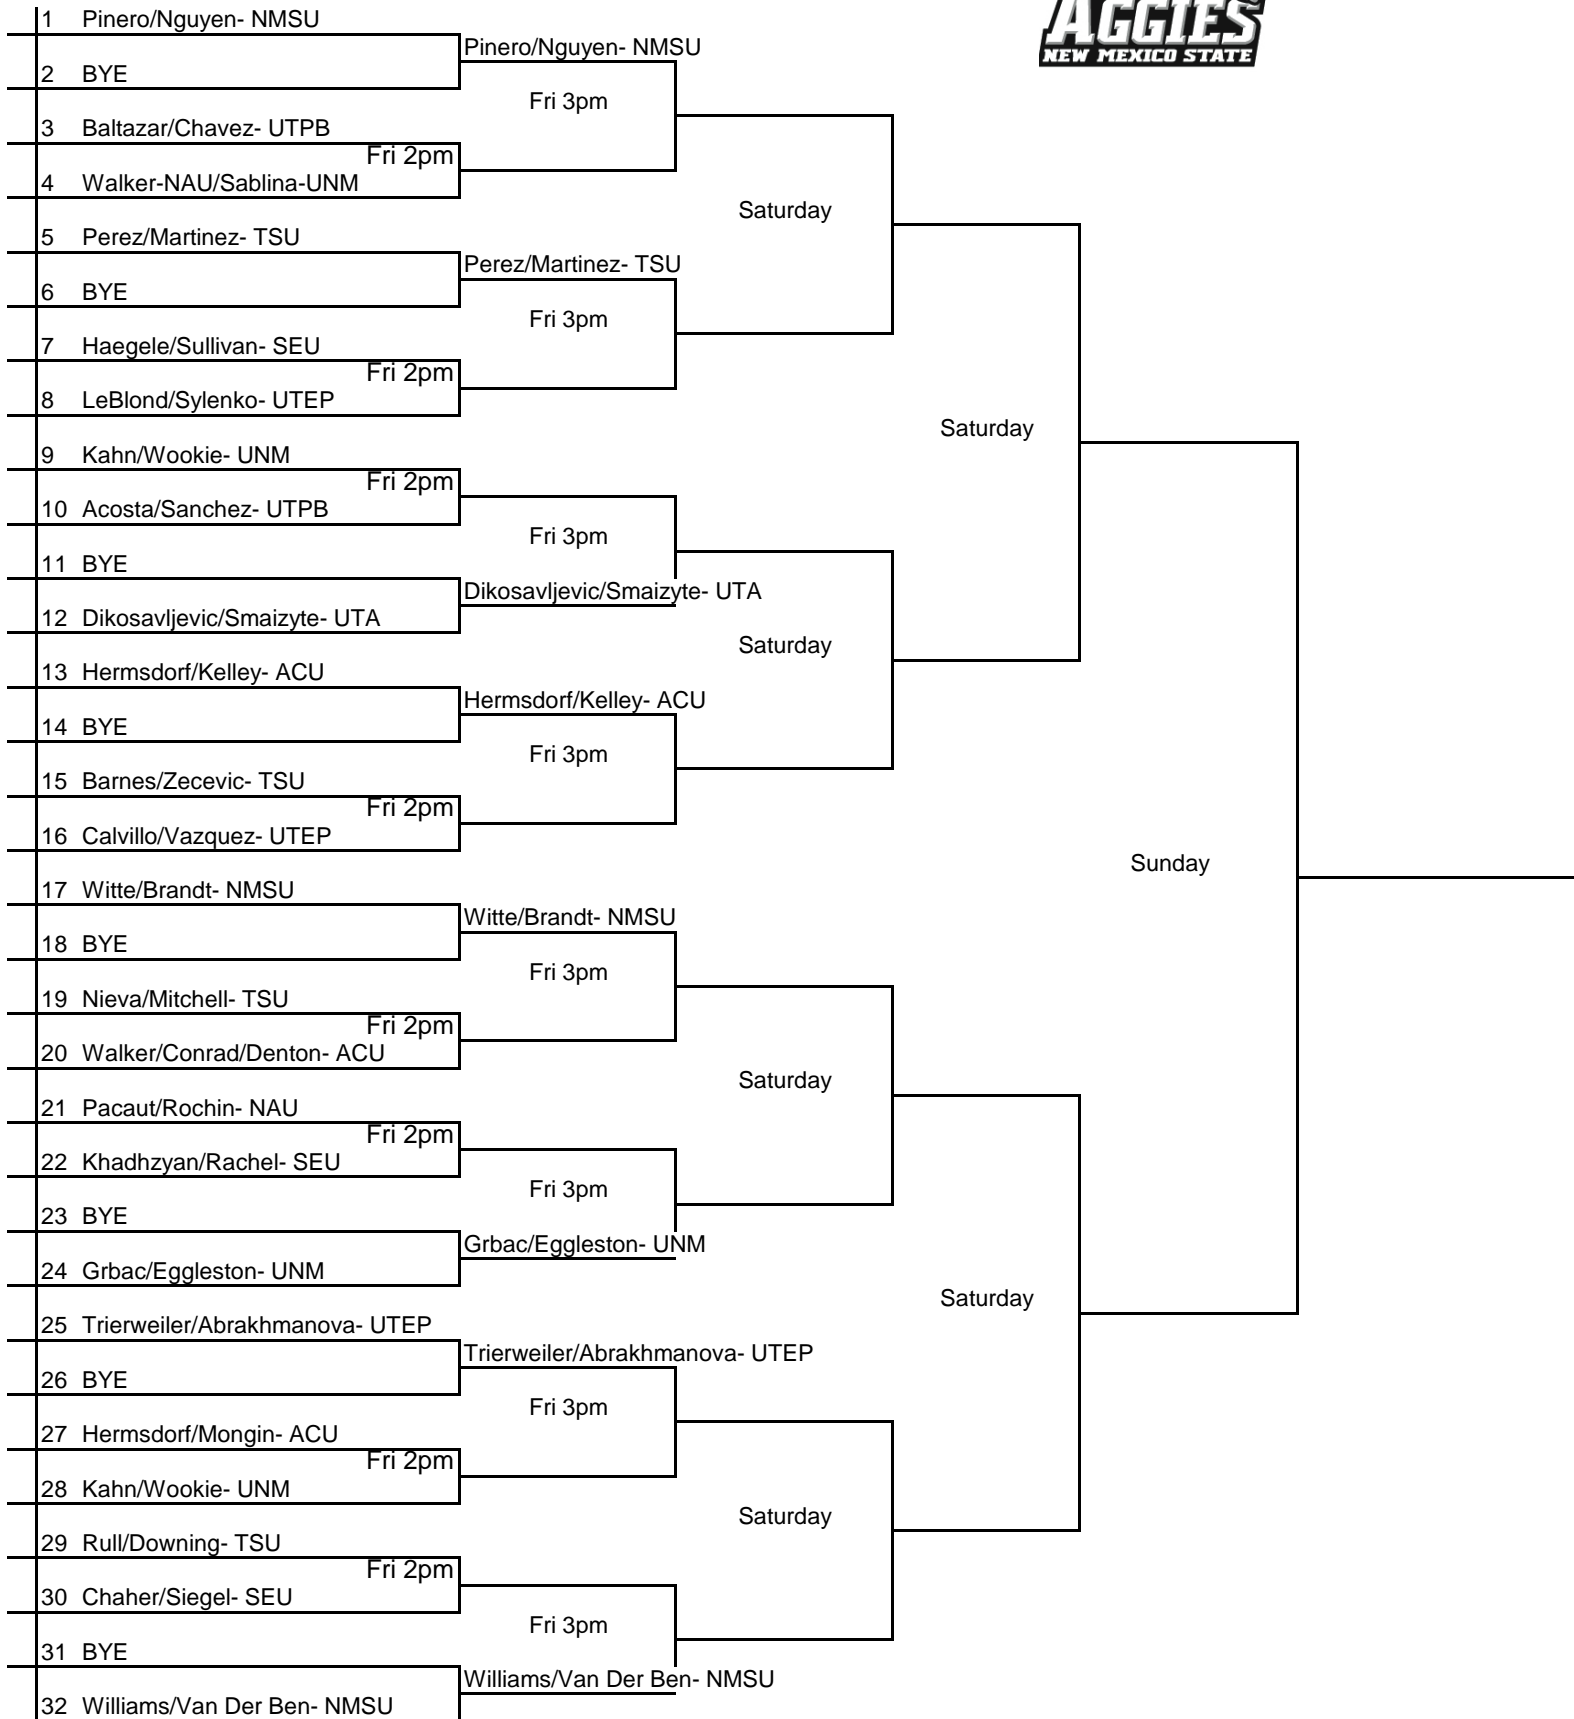 AGGIES
NEW MEXICO STATE
1 Pinero/Nguyen- NMSU
Pinero/Nguyen- NMSU
2 BYE
Fri 3pm
3 Baltazar/Chavez- UTPB
Fri 2pm
4 Walker-NAU/Sablina-UNM
Saturday
5 Perez/Martinez- TSU
Perez/Martinez- TSU
6 BYE
Fri 3pm
7 Haegele/Sullivan- SEU
Fri 2pm
8 LeBlond/Sylenko- UTEP
Saturday
9 Kahn/Wookie- UNM
Fri 2pm
10 Acosta/Sanchez- UTPB
Fri 3pm
11 BYE
Dikosavljevic/Smaizyte- UTA
12 Dikosavljevic/Smaizyte- UTA
Saturday
13 Hermsdorf/Kelley- ACU
Hermsdorf/Kelley- ACU
14 BYE
Fri 3pm
15 Barnes/Zecevic- TSU
Fri 2pm
16 Calvillo/Vazquez- UTEP
Sunday
17 Witte/Brandt- NMSU
Witte/Brandt- NMSU
18 BYE
Fri 3pm
19 Nieva/Mitchell- TSU
Fri 2pm
20 Walker/Conrad/Denton- ACU
Saturday
21 Pacaut/Rochin- NAU
Fri 2pm
22 Khadhzyan/Rachel- SEU
Fri 3pm
23 BYE
Grbac/Eggleston- UNM
24 Grbac/Eggleston- UNM
Saturday
25 Trierweiler/Abrakhmanova- UTEP
Trierweiler/Abrakhmanova- UTEP
26 BYE
Fri 3pm
27 Hermsdorf/Mongin- ACU
Fri 2pm
28 Kahn/Wookie- UNM
Saturday
29 Rull/Downing- TSU
Fri 2pm
30 Chaher/Siegel- SEU
Fri 3pm
31 BYE
Williams/Van Der Ben- NMSU
32 Williams/Van Der Ben- NMSU